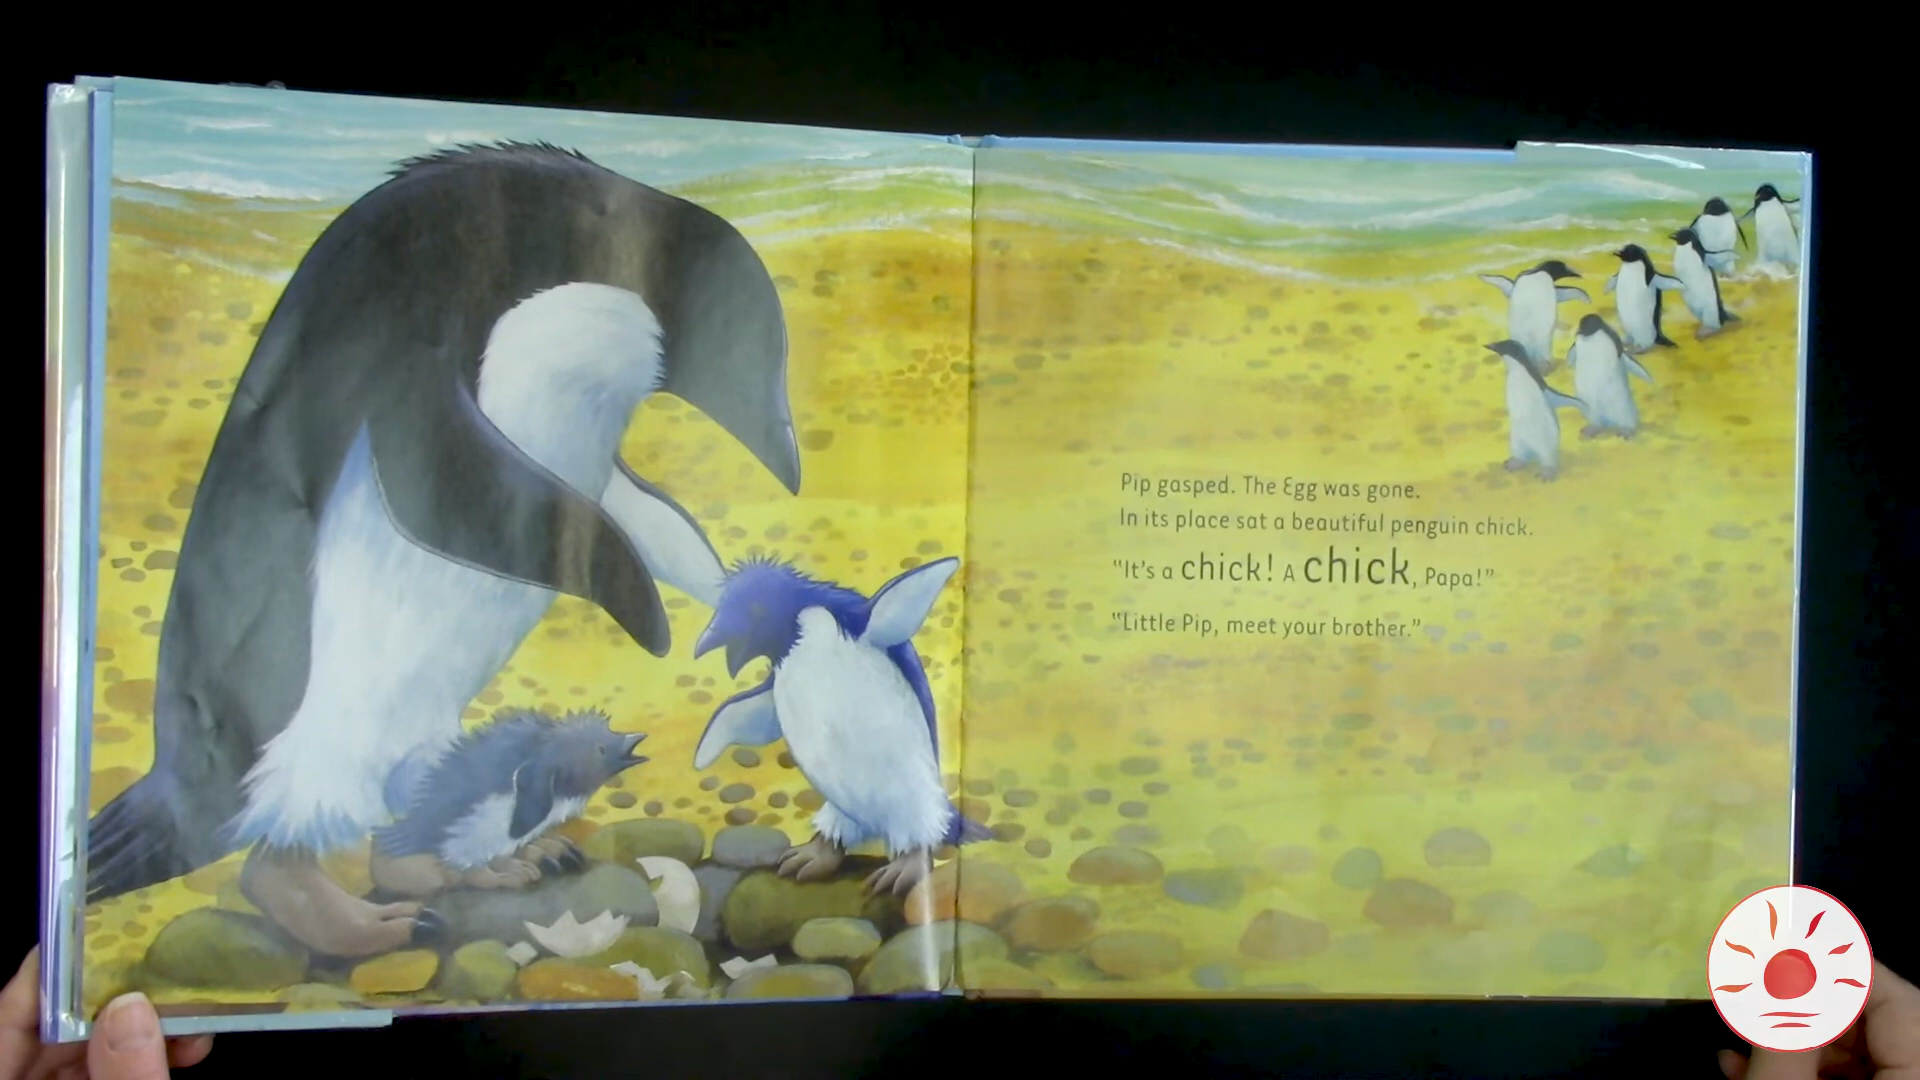 Pip gasped. The Egg was gone.
In its place sat a beautiful penguin chick.
“It’s a chick! A chick, Papa!”
“Little Pip, meet your brother.”